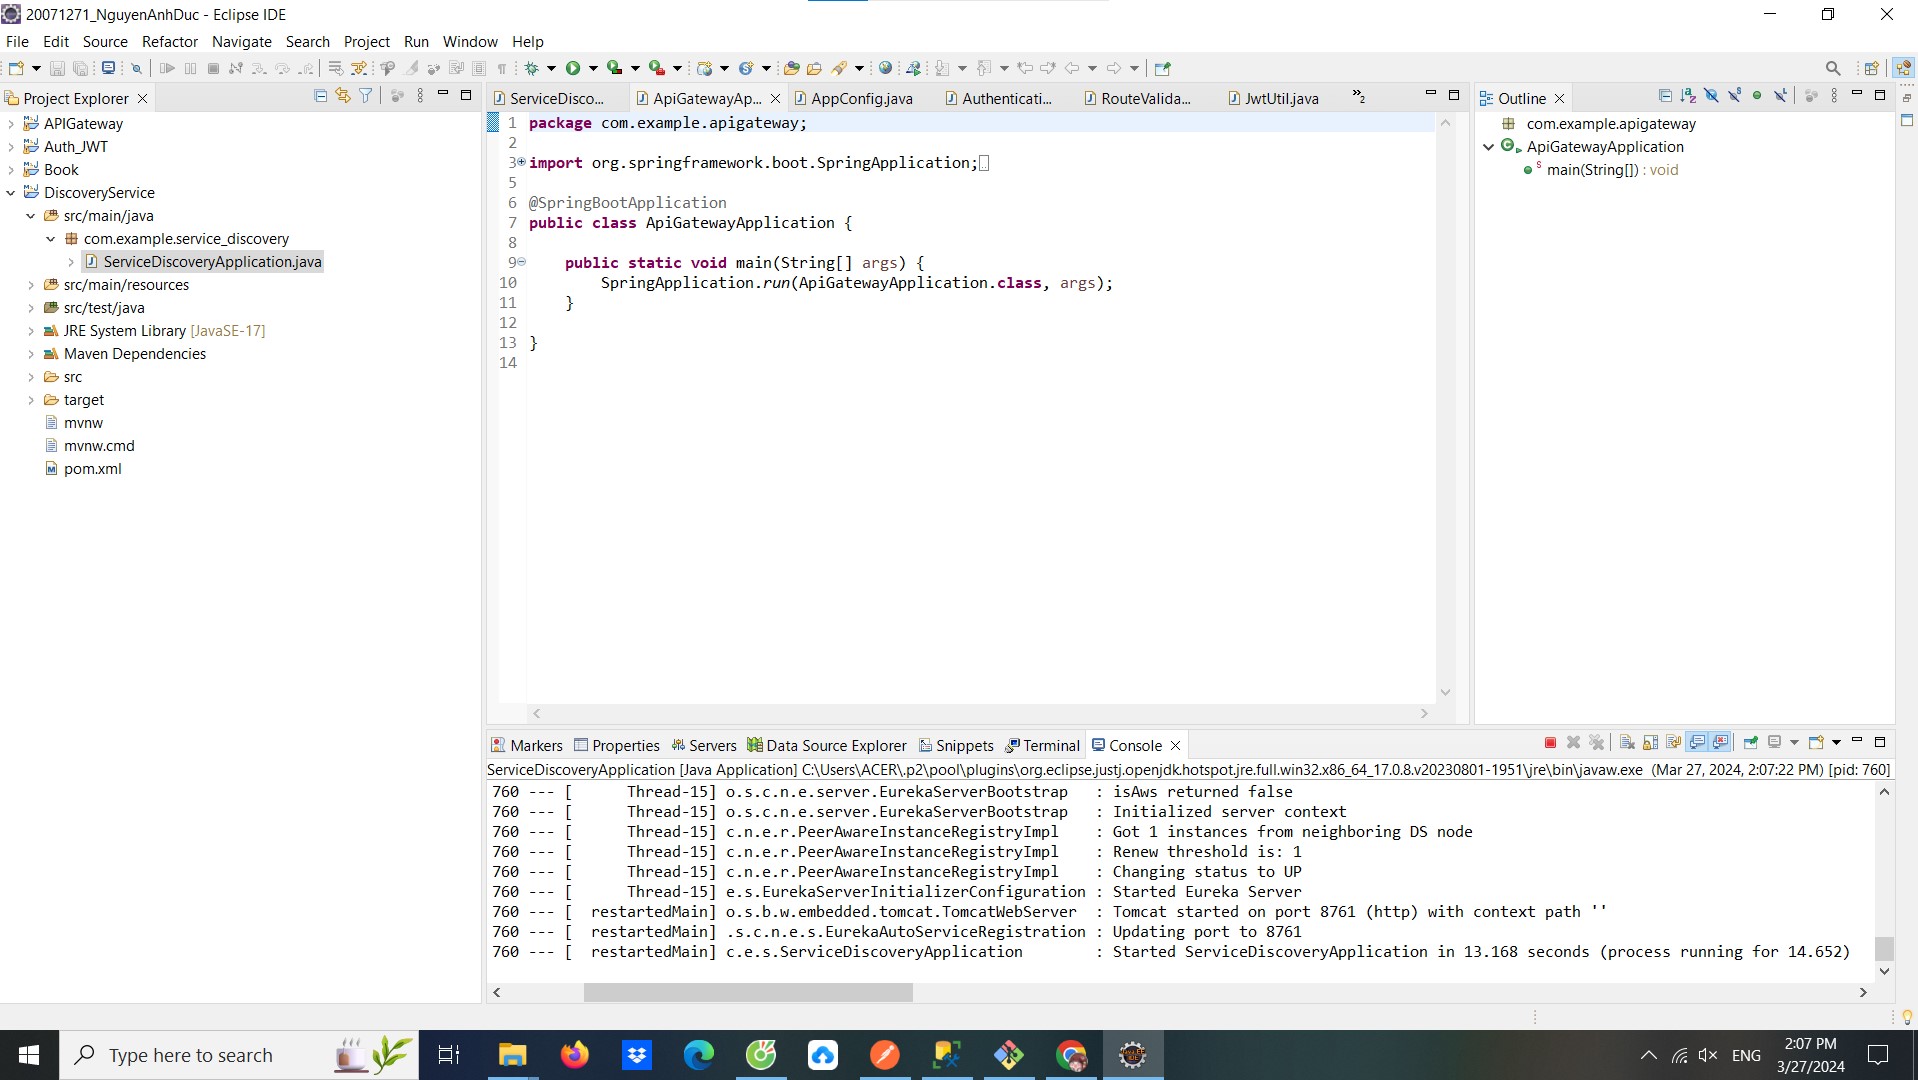 20071271_NguyenAnhDuc - Eclipse IDE
File Edit Source Refactor Navigate Search Project Run Window Help
Project Explorer
APIGateway
Auth_JWT
Book
DiscoveryService
src/main/java
com.example.service_discovery
ServiceDiscoveryApplication.java
src/main/resources
src/test/java
JRE System Library [JavaSE-17]
Maven Dependencies
src
target
mvnw
mvnw.cmd
pom.xml
ServiceDisco... ApiGatewayAp... AppConfig.java Authenticati... RouteValida... JwtUtil.java »2
1 package com.example.apigateway;
2
3 import org.springframework.boot.SpringApplication;
5
6 @SpringBootApplication
7 public class ApiGatewayApplication {
8
9 public static void main(String[] args) {
10 SpringApplication.run(ApiGatewayApplication.class, args);
11 }
12
13 }
14
Outline
com.example.apigateway
ApiGatewayApplication
main(String[]) : void
Markers Properties Servers Data Source Explorer Snippets Terminal Console
ServiceDiscoveryApplication [Java Application] C:\Users\ACER\.p2\pool\plugins\org.eclipse.justj.openjdk.hotspot.jre.full.win32.x86_64_17.0.8.v20230801-1951\jre\bin\javaw.exe (Mar 27, 2024, 2:07:22 PM) [pid: 760]
760 --- [ Thread-15] o.s.c.n.e.server.EurekaServerBootstrap : isAws returned false
760 --- [ Thread-15] o.s.c.n.e.server.EurekaServerBootstrap : Initialized server context
760 --- [ Thread-15] c.n.e.r.PeerAwareInstanceRegistryImpl : Got 1 instances from neighboring DS node
760 --- [ Thread-15] c.n.e.r.PeerAwareInstanceRegistryImpl : Renew threshold is: 1
760 --- [ Thread-15] c.n.e.r.PeerAwareInstanceRegistryImpl : Changing status to UP
760 --- [ Thread-15] e.s.EurekaServerInitializerConfiguration : Started Eureka Server
760 --- [ restartedMain] o.s.b.w.embedded.tomcat.TomcatWebServer : Tomcat started on port 8761 (http) with context path ''
760 --- [ restartedMain] .s.c.n.e.s.EurekaAutoServiceRegistration : Updating port to 8761
760 --- [ restartedMain] c.e.s.ServiceDiscoveryApplication : Started ServiceDiscoveryApplication in 13.168 seconds (process running for 14.652)
Type here to search
ENG
2:07 PM
3/27/2024